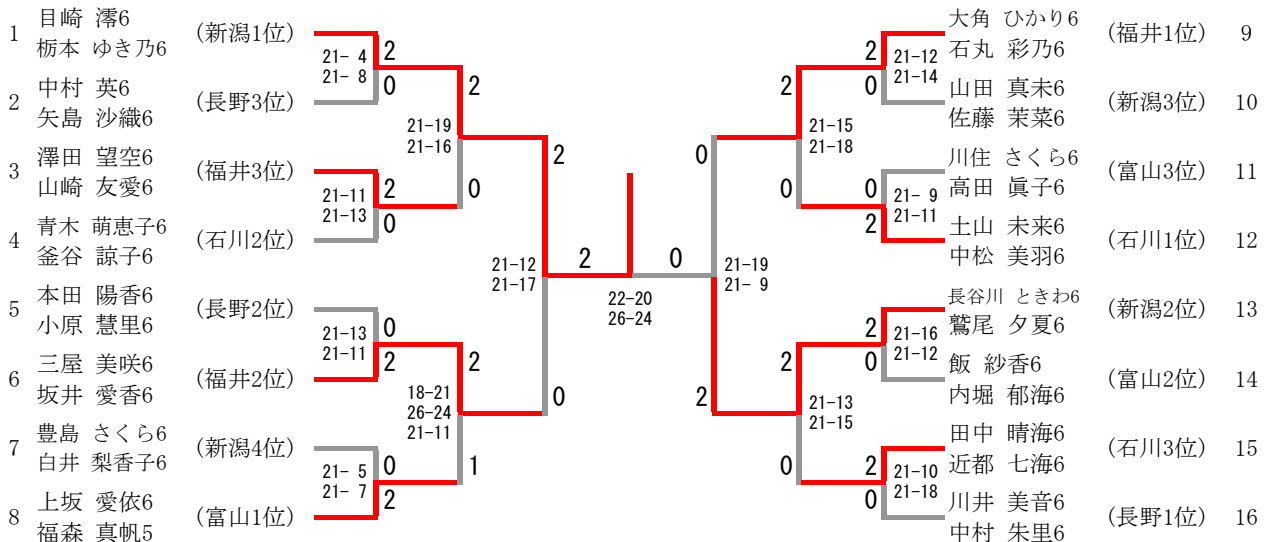 1 目崎 澪6 (新潟1位)
栃本 ゆき乃6
21- 4
21- 8
2
0
2 中村 英6 (長野3位)
矢島 沙織6
21-19
21-16
2
0
3 澤田 望空6 (福井3位)
山崎 友愛6
21-11
21-13
2
0
4 青木 萌恵子6 (石川2位)
釜谷 諒子6
21-12
21-17
2
0
5 本田 陽香6 (長野2位)
小原 慧里6
21-13
21-11
0
2
6 三屋 美咲6 (福井2位)
坂井 愛香6
18-21
26-24
21-11
2
1
7 豊島 さくら6 (新潟4位)
白井 梨香子6
21- 5
21- 7
0
2
8 上坂 愛依6 (富山1位)
福森 真帆5
2 0
22-20
26-24
大角 ひかり6 (福井1位) 9
石丸 彩乃6
2
0
21-12
21-14
山田 真未6 (新潟3位) 10
佐藤 茉菜6
2
0
21-15
21-18
川住 さくら6 (富山3位) 11
高田 眞子6
0
2
21- 9
21-11
土山 未来6 (石川1位) 12
中松 美羽6
0
2
21-19
21- 9
長谷川 ときわ6 (新潟2位) 13
鷲尾 夕夏6
2
0
21-16
21-12
飯 紗香6 (富山2位) 14
内堀 郁海6
2
0
21-13
21-15
田中 晴海6 (石川3位) 15
近都 七海6
2
0
21-10
21-18
川井 美音6 (長野1位) 16
中村 朱里6